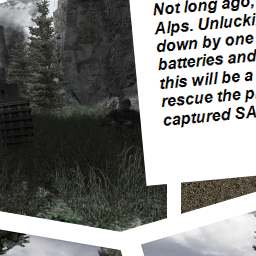 Not long ago,
Alps. Unlucki
down by one
batteries and
this will be a
rescue the p
captured SA